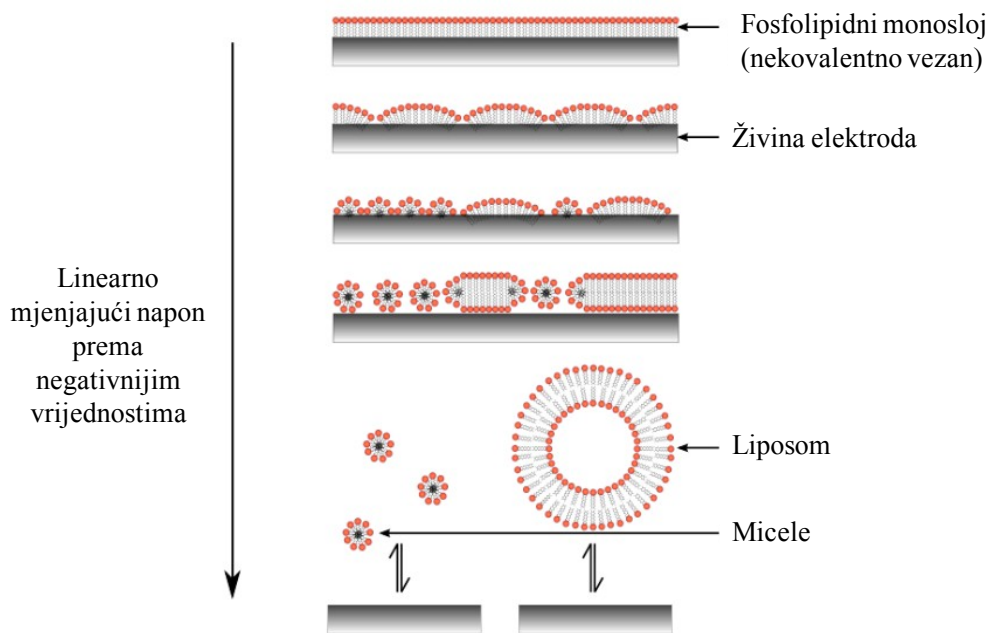 Fosfolipidni monosloj
(nekovalentno vezan)
Živina elektroda
Linearno
mjenjajući napon
prema
negativnijim
vrijednostima
Liposom
Micele